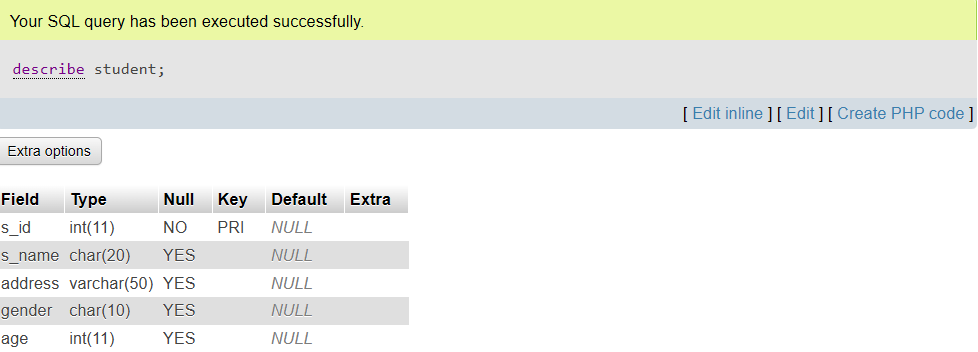 Your SQL query has been executed successfully.
describe student;
[ Edit inline ] [ Edit ] [ Create PHP code ]
Extra options
Field Type Null Key Default Extra
s_id int(11) NO PRI NULL
s_name char(20) YES NULL
address varchar(50) YES NULL
gender char(10) YES NULL
age int(11) YES NULL